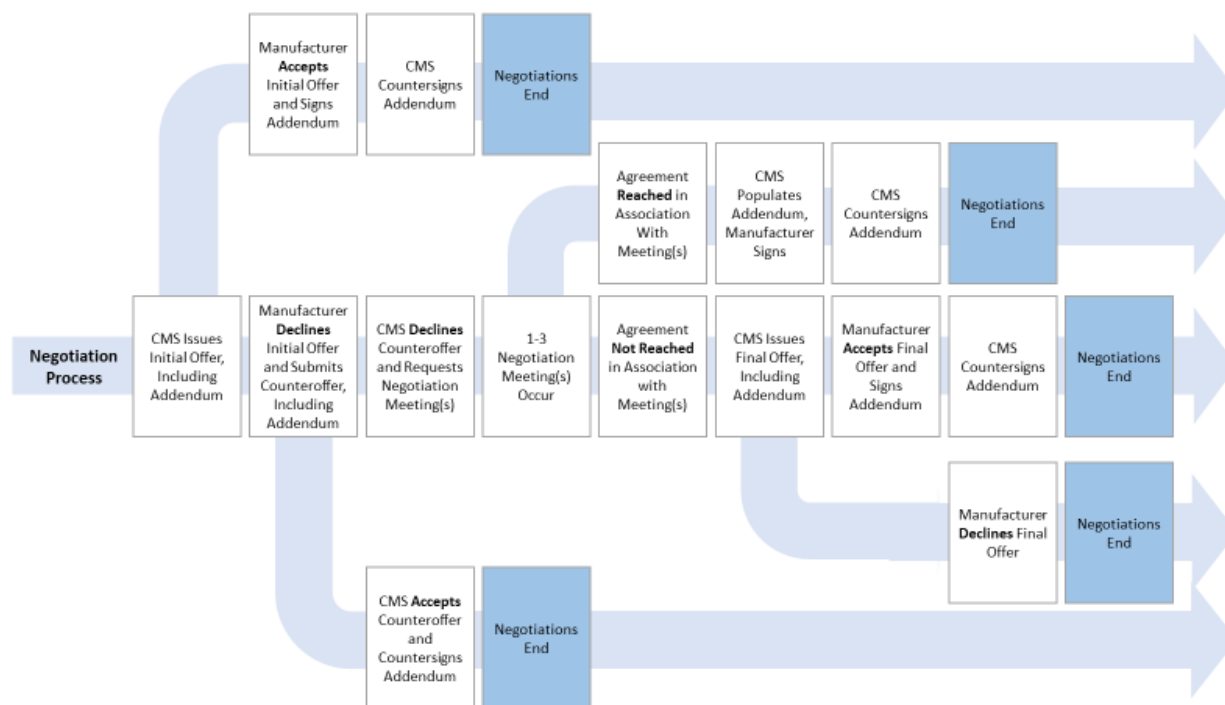 Manufacturer
Accepts
Initial Offer
and Signs
Addendum
CMS
Countersigns
Addendum
Negotiations
End
Agreement
Reached in
Association
With
Meeting(s)
CMS
Populates
Addendum,
Manufacturer
Signs
CMS
Countersigns
Addendum
Negotiations
End
Negotiation
Process
CMS Issues
Initial Offer,
Including
Addendum
Manufacturer
Declines
Initial Offer
and Submits
Counteroffer,
Including
Addendum
CMS Declines
Counteroffer
and Requests
Negotiation
Meeting(s)
1-3
Negotiation
Meeting(s)
Occur
Agreement
Not Reached
in Association
with
Meeting(s)
CMS Issues
Final Offer,
Including
Addendum
Manufacturer
Accepts Final
Offer and
Signs
Addendum
CMS
Countersigns
Addendum
Negotiations
End
Manufacturer
Declines Final
Offer
Negotiations
End
CMS Accepts
Counteroffer
and
Countersigns
Addendum
Negotiations
End